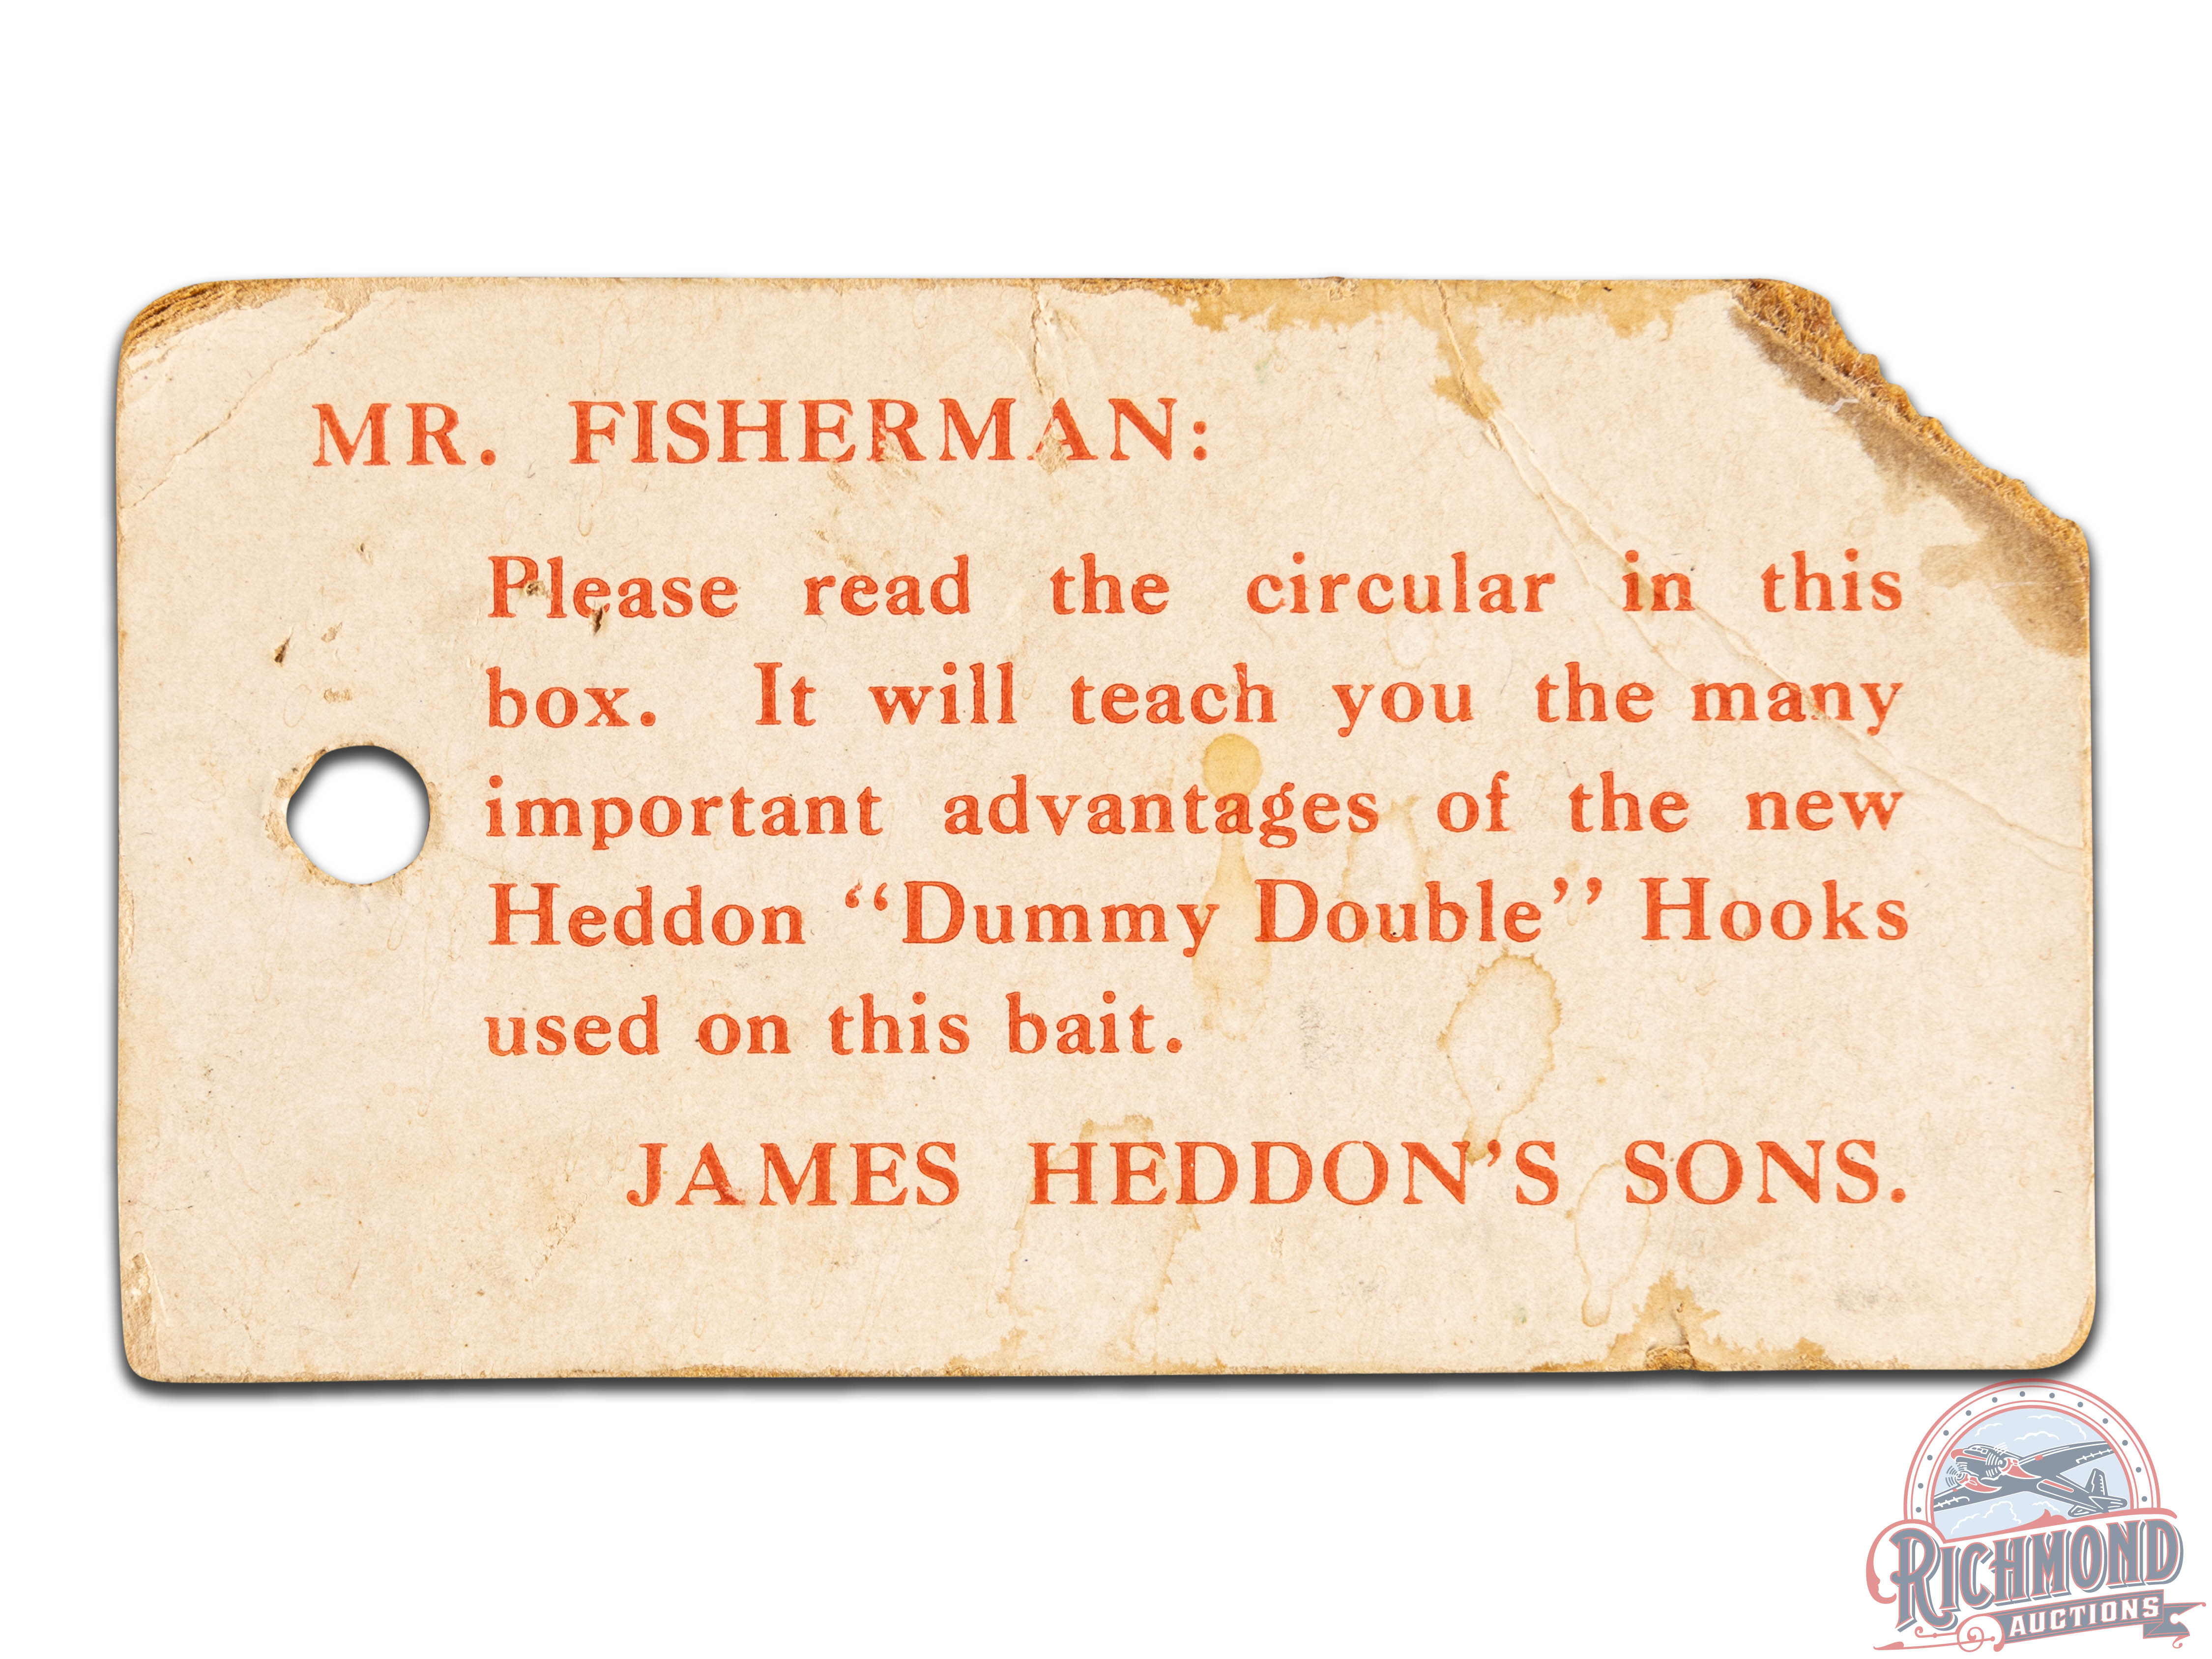 MR. FISHERMAN:
Please read the circular in this
box. It will teach you the many
important advantages of the new
Heddon “Dummy Double” Hooks
used on this bait.
JAMES HEDDON’S SONS.
RICHMOND
AUCTIONS